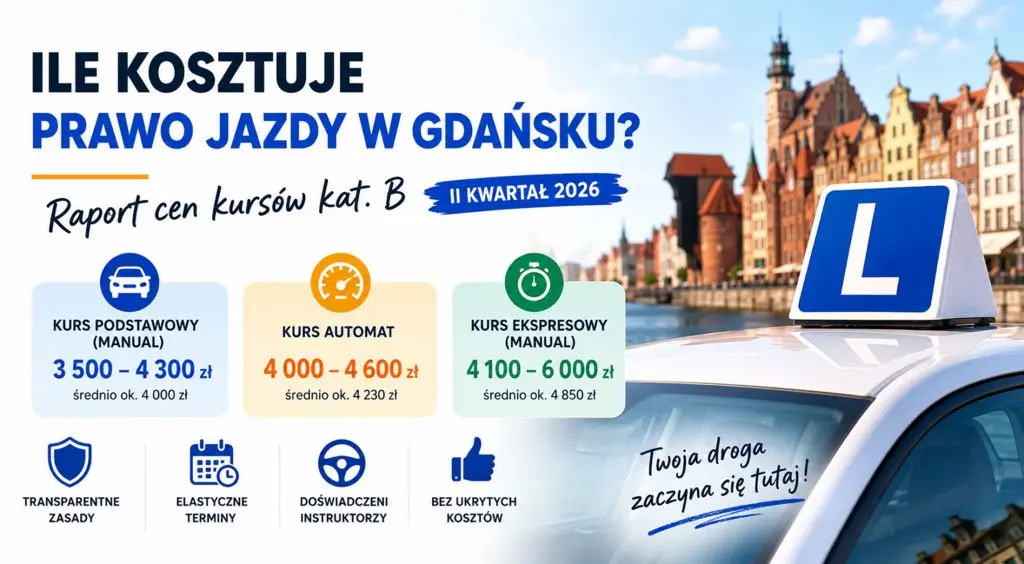 ILE KOSZTUJE
PRAWO JAZDY W GDAŃSKU?
Raport cen kursów kat. B
II KWARTAŁ 2026
KURS PODSTAWOWY
(MANUAL)
3 500 – 4 300 zł
średnio ok. 4 000 zł
KURS AUTOMAT
4 000 – 4 600 zł
średnio ok. 4 230 zł
KURS EKSPRESOWY
(MANUAL)
4 100 – 6 000 zł
średnio ok. 4 850 zł
TRANSPARENTNE
ZASADY
ELASTYCZNE
TERMINY
DOŚWIADCZENI
INSTRUKTORZY
BEZ UKRYTYCH
KOSZTÓW
L
Twoja droga
zaczyna się tutaj!